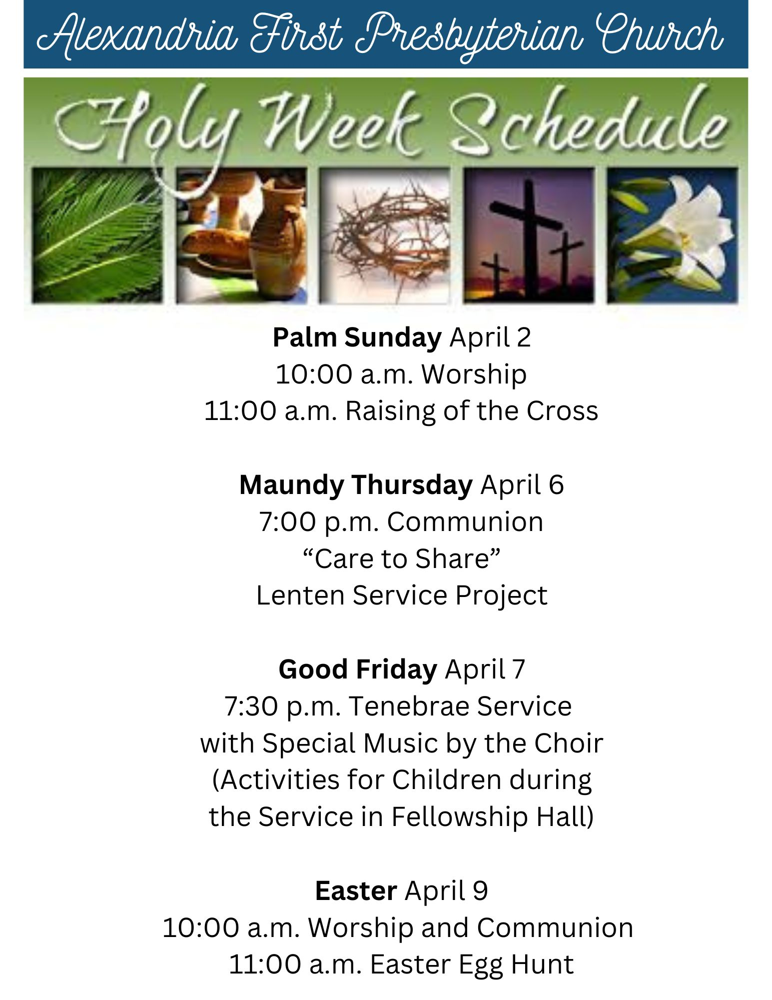 Alexandria First Presbyterian Church
Holy Week Schedule
Palm Sunday April 2
10:00 a.m. Worship
11:00 a.m. Raising of the Cross
Maundy Thursday April 6
7:00 p.m. Communion
“Care to Share”
Lenten Service Project
Good Friday April 7
7:30 p.m. Tenebrae Service
with Special Music by the Choir
(Activities for Children during
the Service in Fellowship Hall)
Easter April 9
10:00 a.m. Worship and Communion
11:00 a.m. Easter Egg Hunt